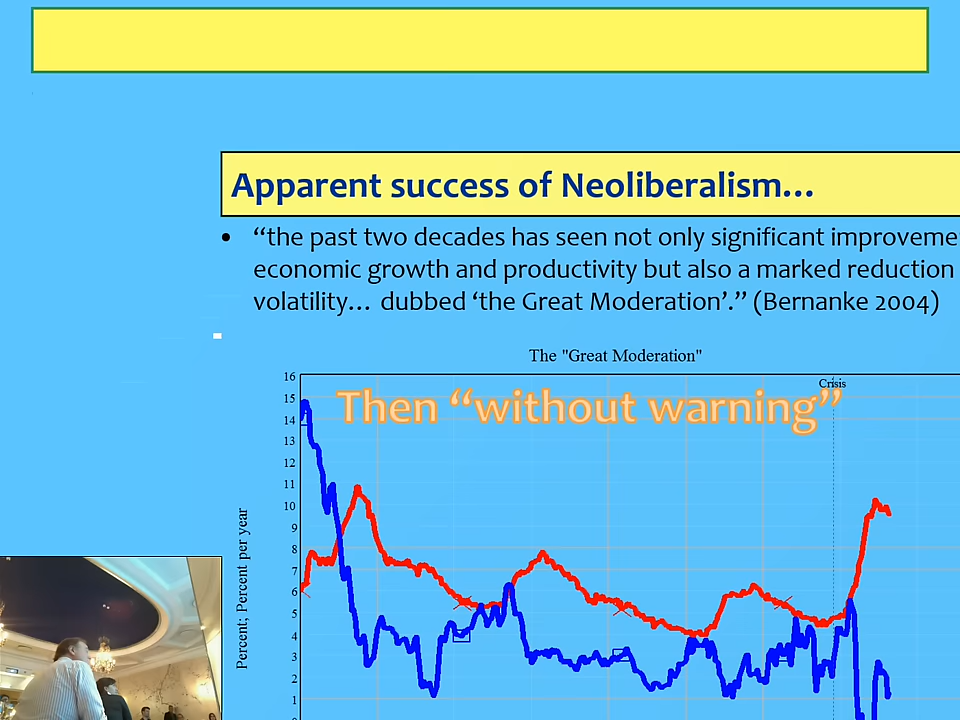 Apparent success of Neoliberalism…
• “the past two decades has seen not only significant improveme
economic growth and productivity but also a marked reduction
volatility… dubbed ‘the Great Moderation’.” (Bernanke 2004)
The "Great Moderation"
Crisis
Then “without warning”
16
15
14
13
12
11
10
9
8
7
6
5
4
3
2
1
Percent; Percent per year